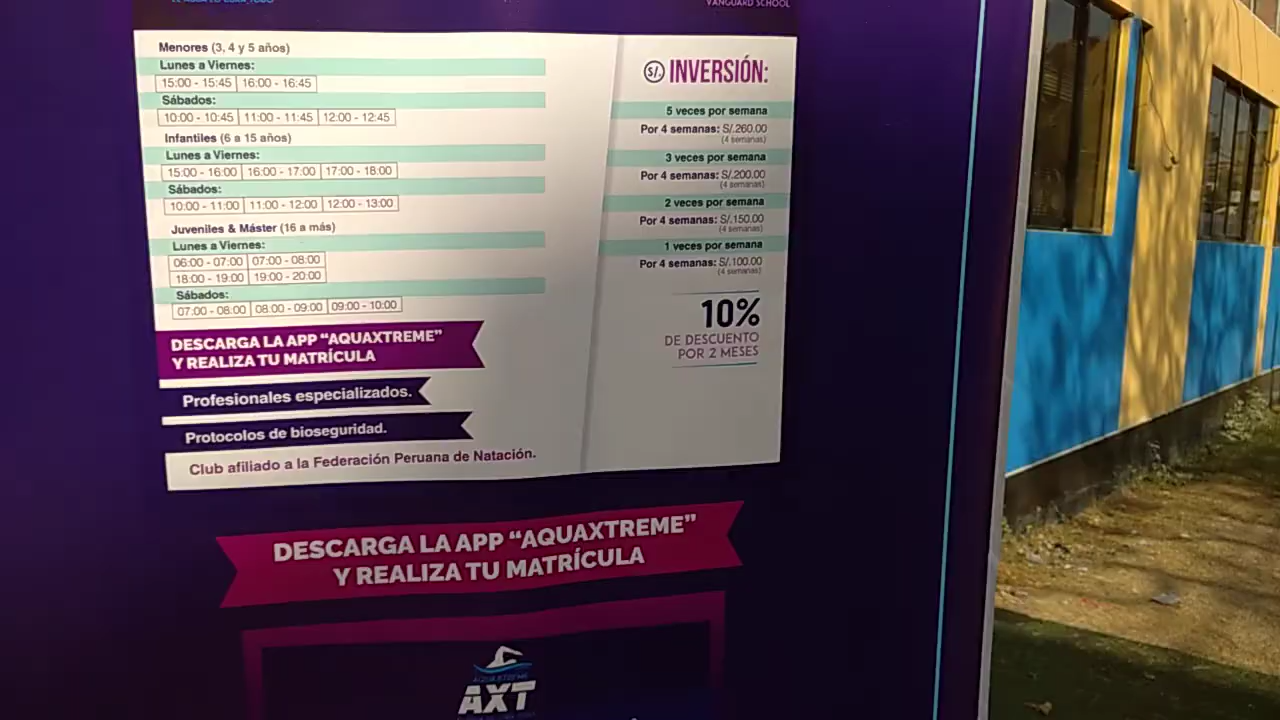 VANGUARD SCHOOL
Menores (3, 4 y 5 años)
Lunes a Viernes:
15:00 - 15:45 16:00 - 16:45
Sábados:
10:00 - 10:45 11:00 - 11:45 12:00 - 12:45
Infantiles (6 a 15 años)
Lunes a Viernes:
15:00 - 16:00 16:00 - 17:00 17:00 - 18:00
Sábados:
10:00 - 11:00 11:00 - 12:00 12:00 - 13:00
Juveniles & Máster (16 a más)
Lunes a Viernes:
06:00 - 07:00 07:00 - 08:00
18:00 - 19:00 19:00 - 20:00
Sábados:
07:00 - 08:00 08:00 - 09:00 09:00 - 10:00
DESCARGA LA APP “AQUAXTREME”
Y REALIZA TU MATRÍCULA
Profesionales especializados.
Protocolos de bioseguridad.
Club afiliado a la Federación Peruana de Natación.
S/. INVERSIÓN:
5 veces por semana
Por 4 semanas: S/.260.00
(4 semanas)
3 veces por semana
Por 4 semanas: S/.200.00
(4 semanas)
2 veces por semana
Por 4 semanas: S/.150.00
(4 semanas)
1 veces por semana
Por 4 semanas: S/.100.00
(4 semanas)
10%
DE DESCUENTO
POR 2 MESES
DESCARGA LA APP “AQUAXTREME”
Y REALIZA TU MATRÍCULA
AQUA XTREME
AXT